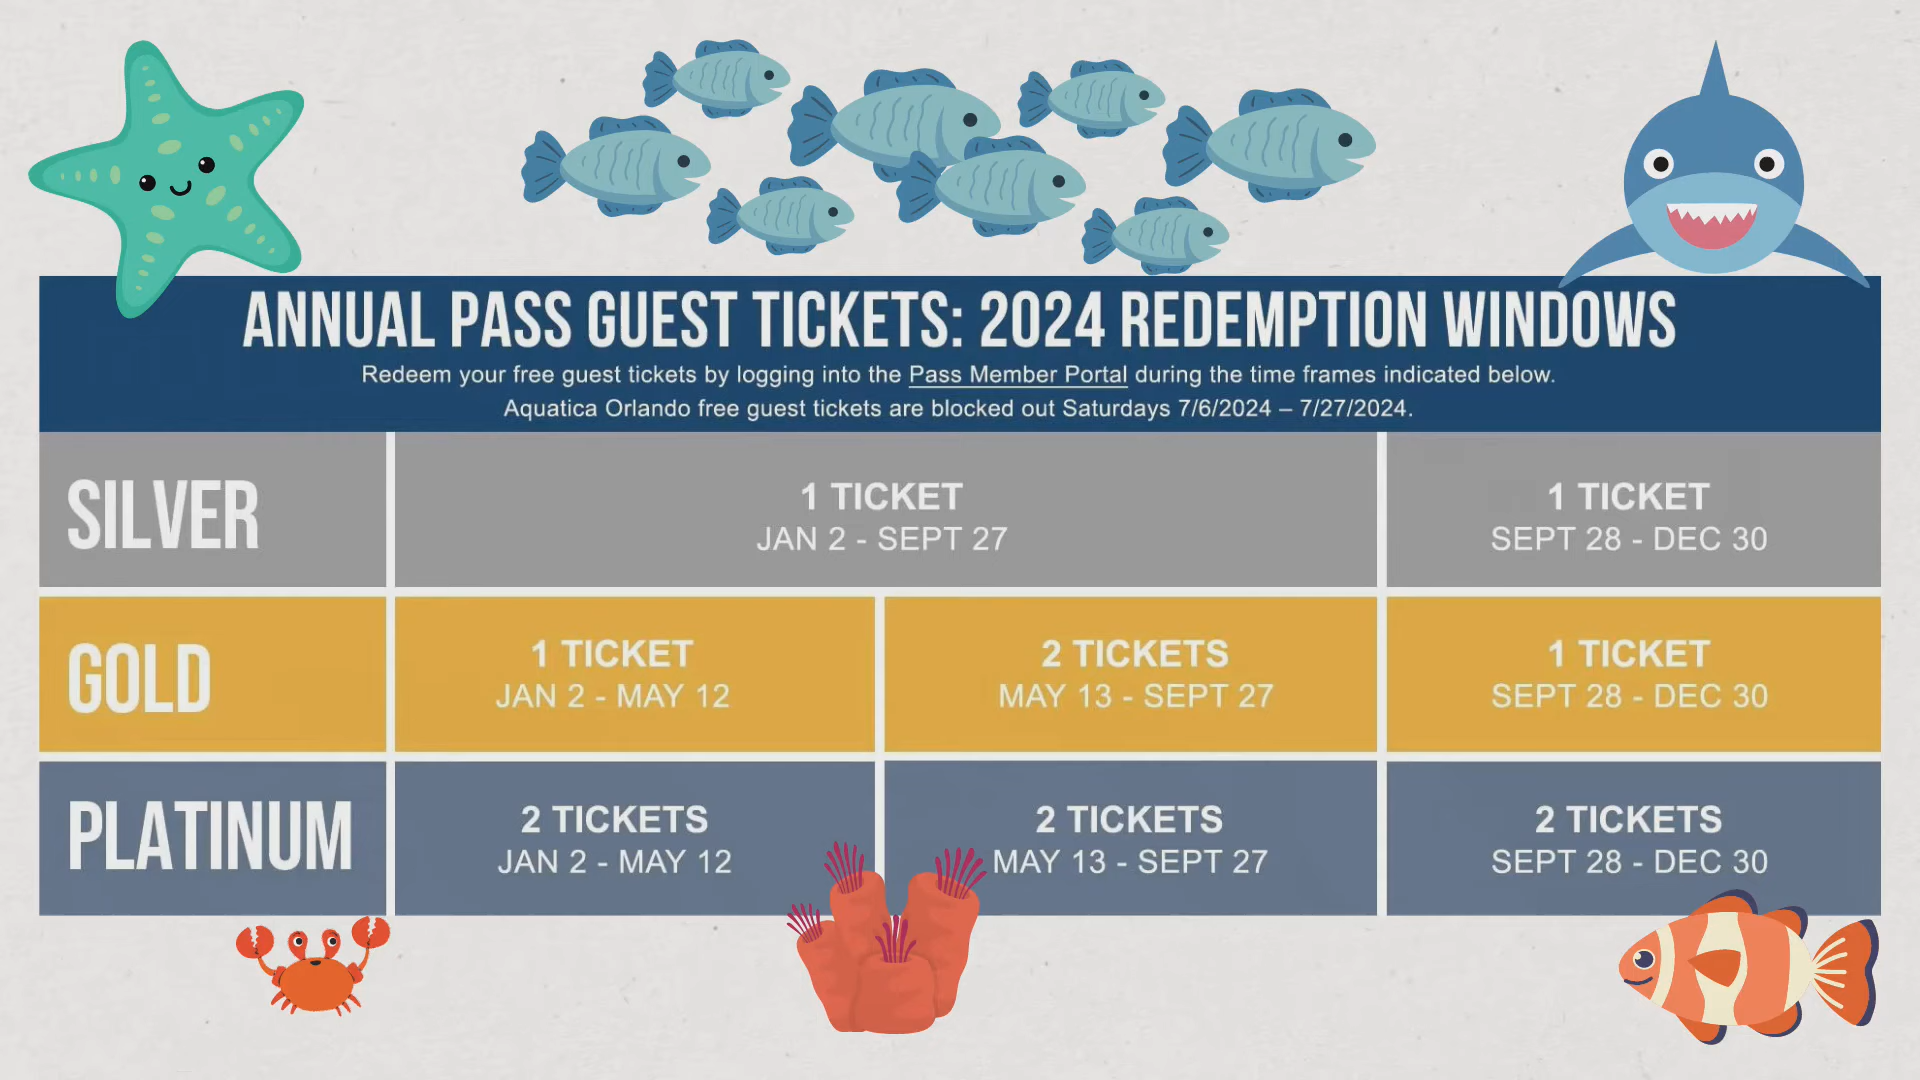 ANNUAL PASS GUEST TICKETS: 2024 REDEMPTION WINDOWS
Redeem your free guest tickets by logging into the Pass Member Portal during the time frames indicated below.
Aquatica Orlando free guest tickets are blocked out Saturdays 7/6/2024 – 7/27/2024.
SILVER
1 TICKET
JAN 2 - SEPT 27
1 TICKET
SEPT 28 - DEC 30
GOLD
1 TICKET
JAN 2 - MAY 12
2 TICKETS
MAY 13 - SEPT 27
1 TICKET
SEPT 28 - DEC 30
PLATINUM
2 TICKETS
JAN 2 - MAY 12
2 TICKETS
MAY 13 - SEPT 27
2 TICKETS
SEPT 28 - DEC 30